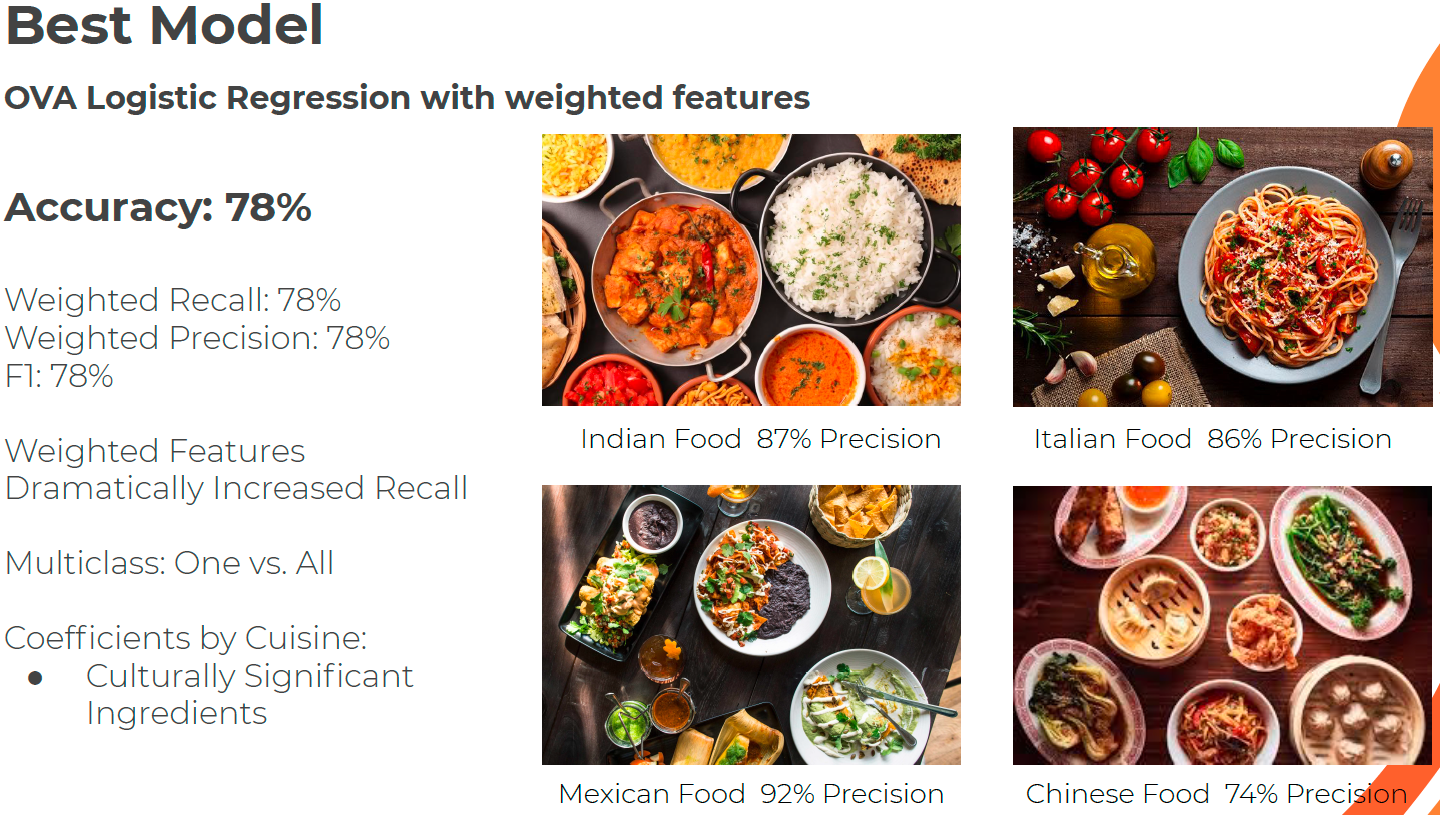 Best Model
OVA Logistic Regression with weighted features
Accuracy: 78%
Weighted Recall: 78%
Weighted Precision: 78%
F1: 78%
Weighted Features
Dramatically Increased Recall
Multiclass: One vs. All
Coefficients by Cuisine:
● Culturally Significant
Ingredients
Indian Food 87% Precision
Italian Food 86% Precision
Mexican Food 92% Precision
Chinese Food 74% Precision